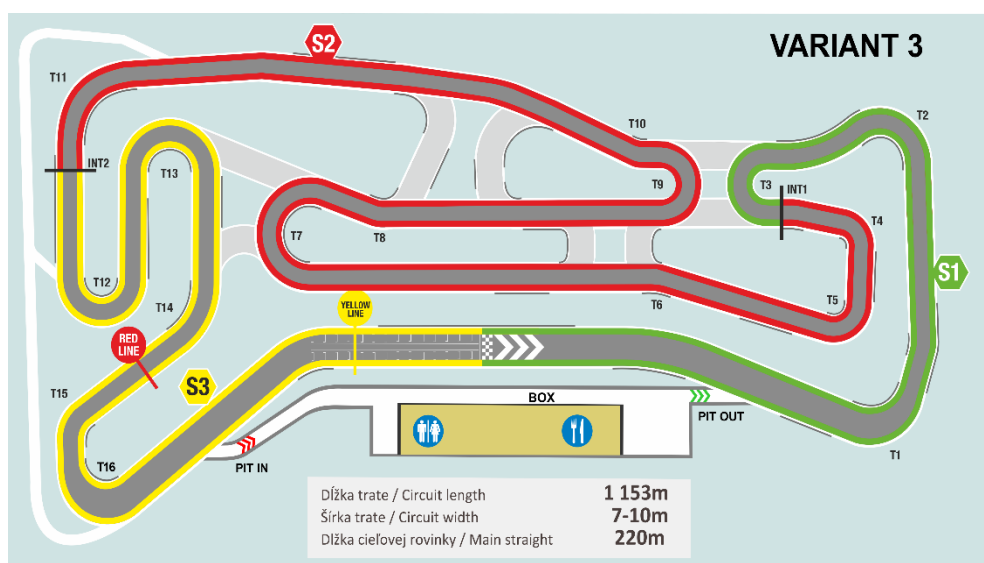 VARIANT 3
S2
T11
T10
T2
INT2
T13
T9
T3
INT1
T7
T8
T4
S1
T12
T14
T6
T5
YELLOW
LINE
RED
LINE
S3
T15
BOX
PIT OUT
T1
T16
PIT IN
Dĺžka trate / Circuit length 1 153m
Šírka trate / Circuit width 7-10m
Dlžka cieľovej rovinky / Main straight 220m